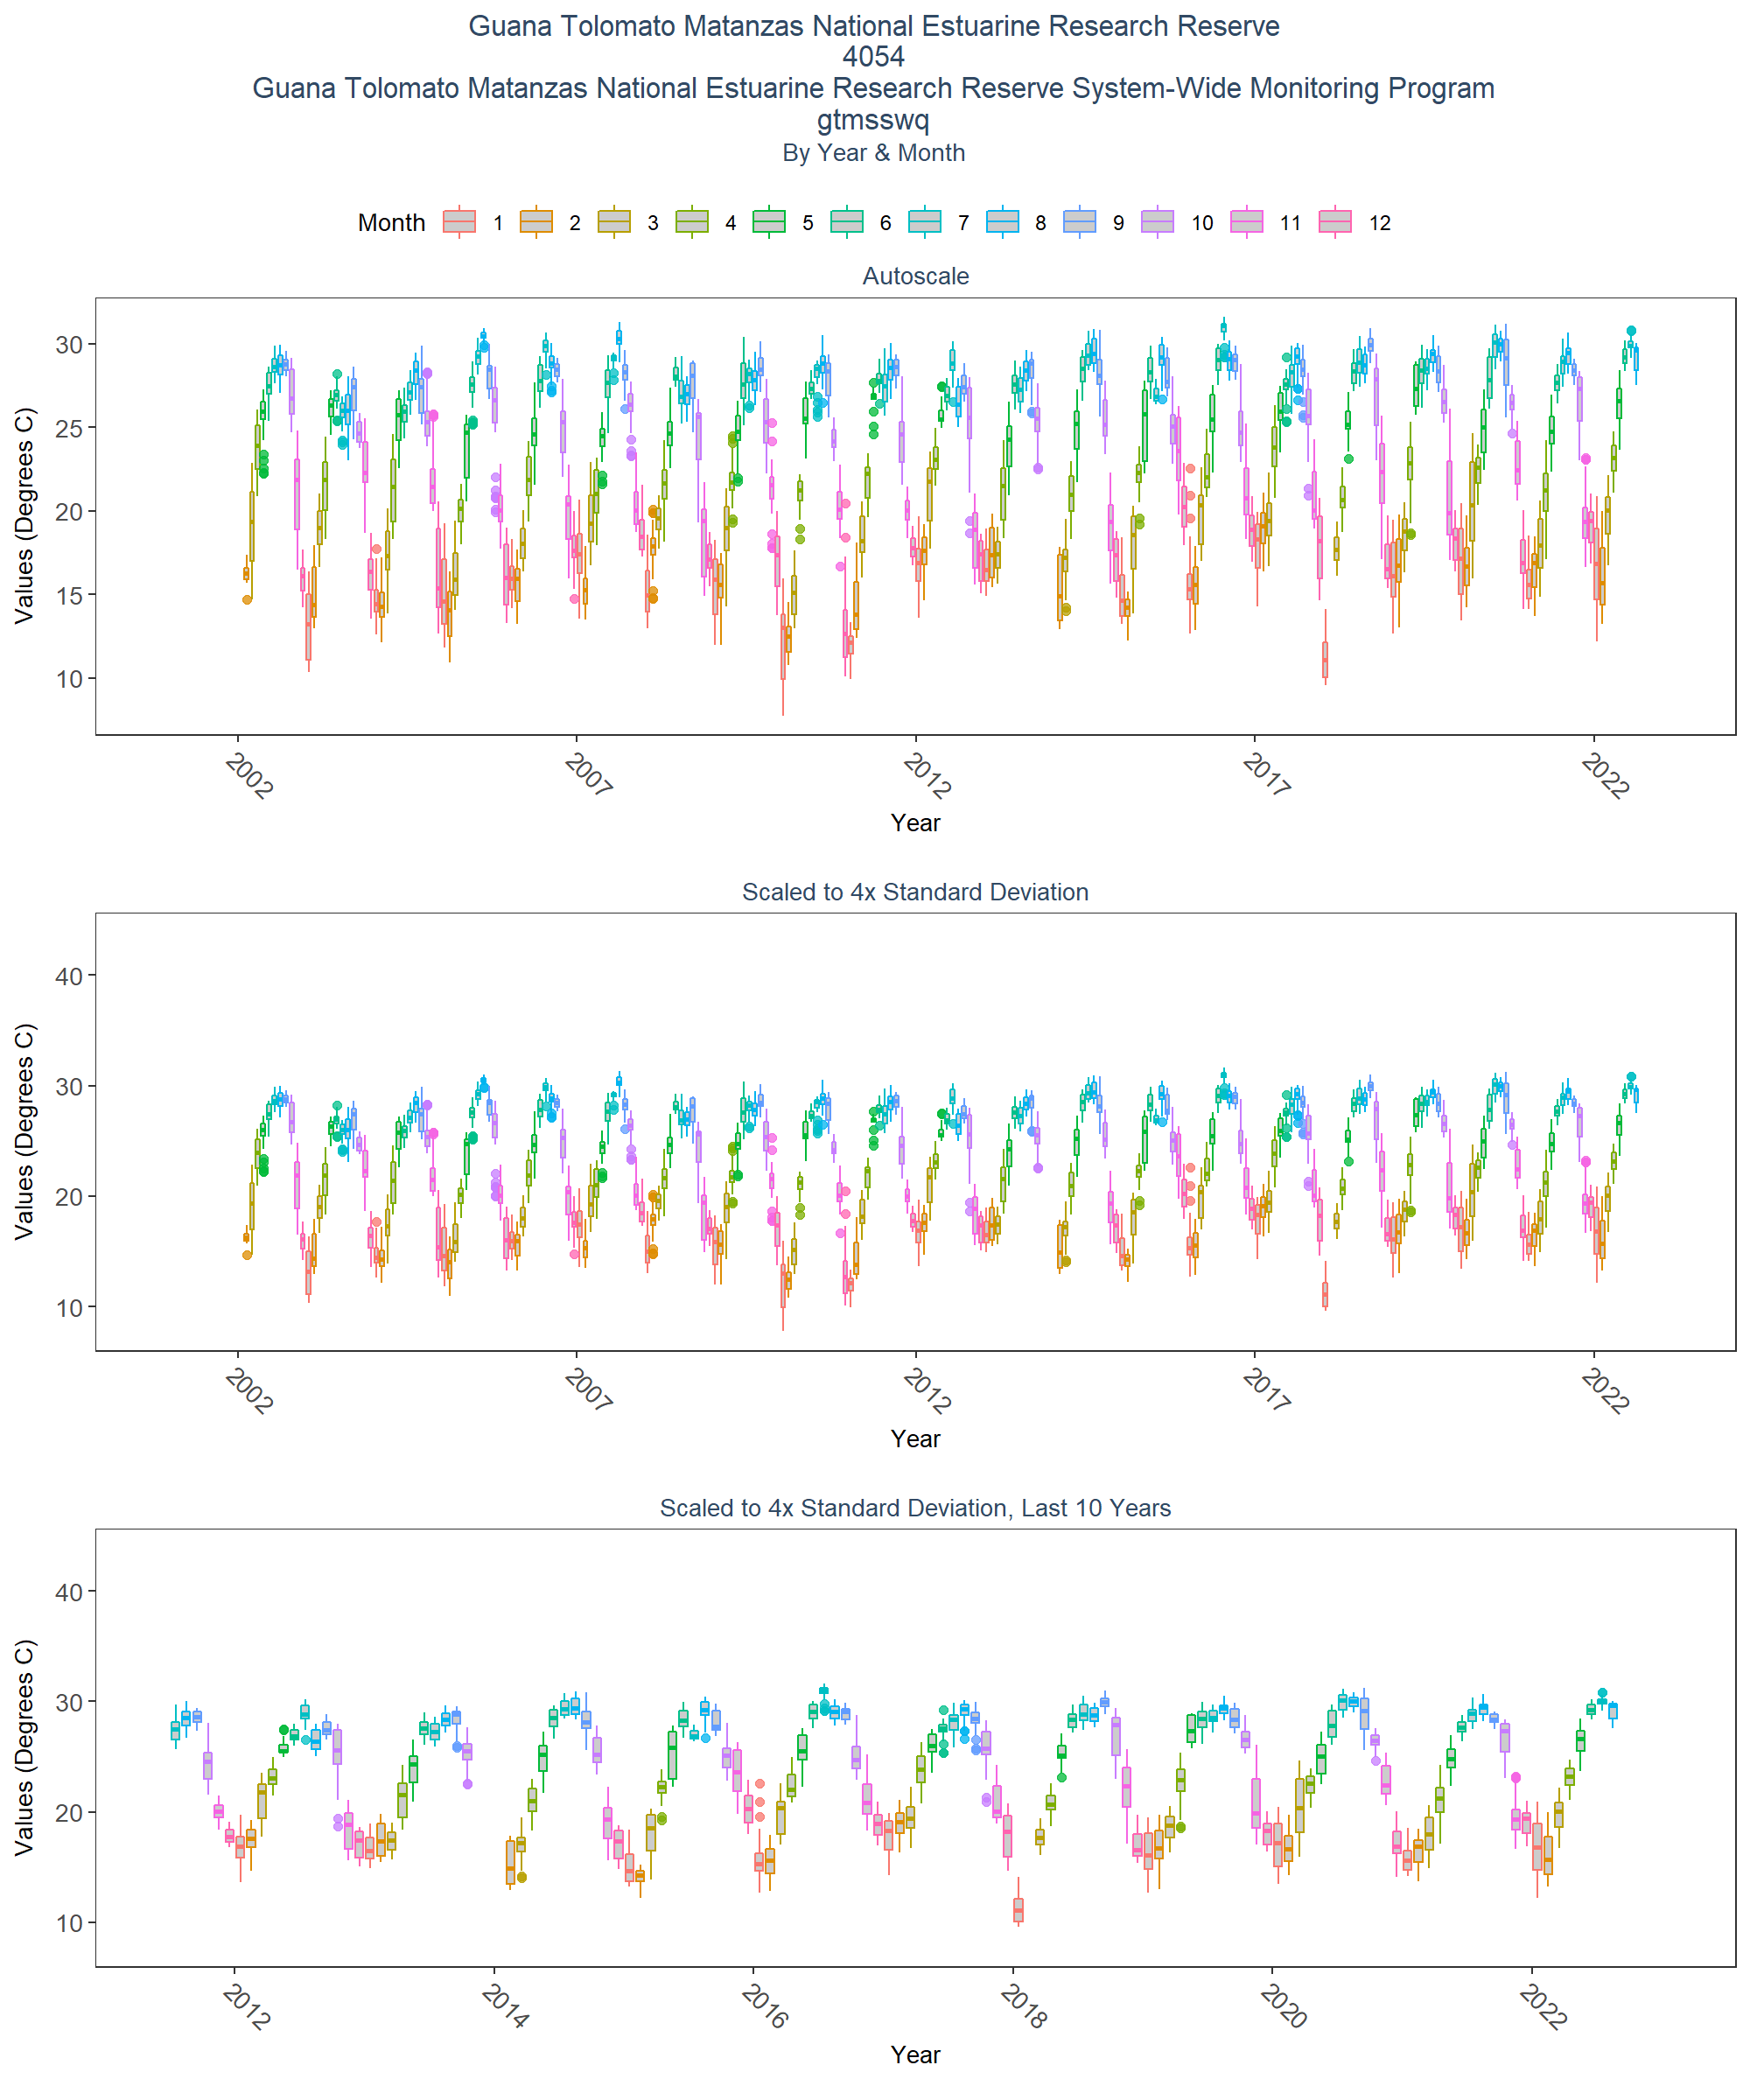 Guana Tolomato Matanzas National Estuarine Research Reserve
4054
Guana Tolomato Matanzas National Estuarine Research Reserve System-Wide Monitoring Program
gtmsswq
By Year & Month
Month 1 2 3 4 5 6 7 8 9 10 11 12
Autoscale
Values (Degrees C)
30
25
20
15
10
2002 2007 2012 2017 2022
Year
Scaled to 4x Standard Deviation
Values (Degrees C)
40
30
20
10
2002 2007 2012 2017 2022
Year
Scaled to 4x Standard Deviation, Last 10 Years
Values (Degrees C)
40
30
20
10
2012 2014 2016 2018 2020 2022
Year